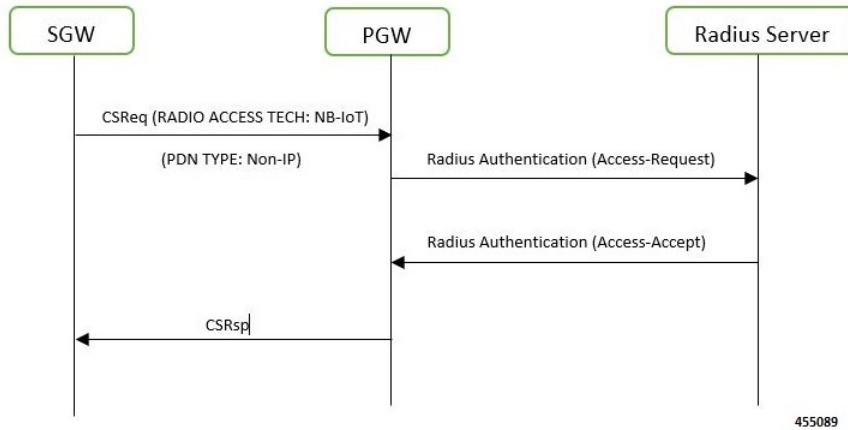 SGW
PGW
Radius Server
CSReq (RADIO ACCESS TECH: NB-IoT)
(PDN TYPE: Non-IP)
Radius Authentication (Access-Request)
Radius Authentication (Access-Accept)
CSRsp
455089